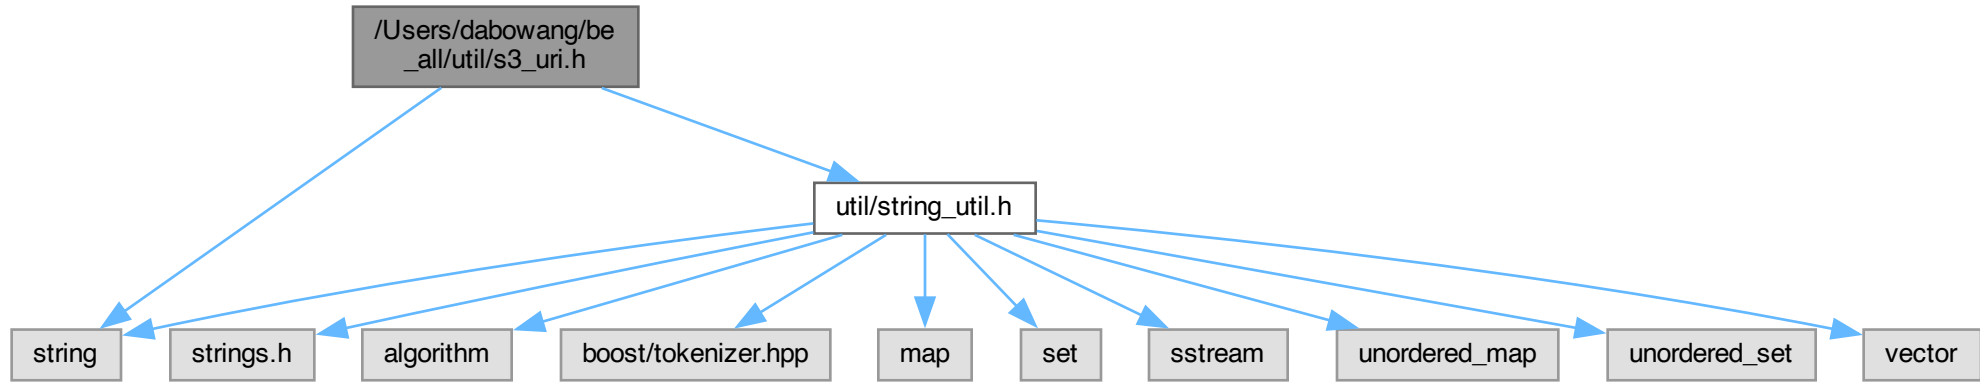 /Users/dabowang/be
_all/util/s3_uri.h
util/string_util.h
string
strings.h
algorithm
boost/tokenizer.hpp
map
set
sstream
unordered_map
unordered_set
vector